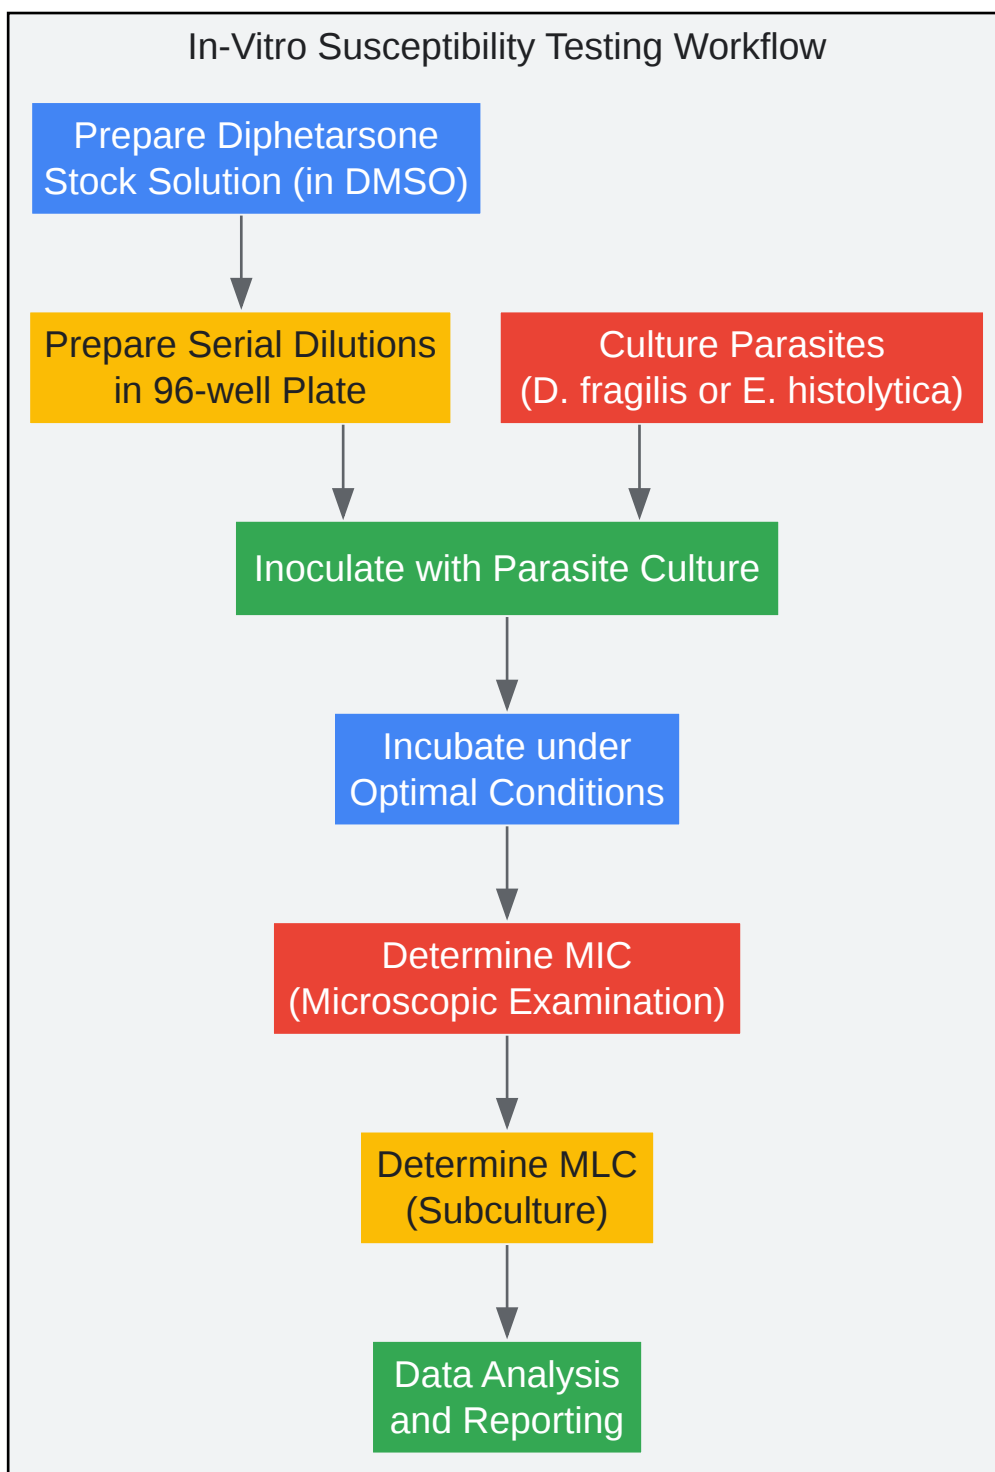 In-Vitro Susceptibility Testing Workflow
Prepare Diphetarsone
Stock Solution (in DMSO)
Prepare Serial Dilutions
in 96-well Plate
Culture Parasites
(D. fragilis or E. histolytica)
Inoculate with Parasite Culture
Incubate under
Optimal Conditions
Determine MIC
(Microscopic Examination)
Determine MLC
(Subculture)
Data Analysis
and Reporting